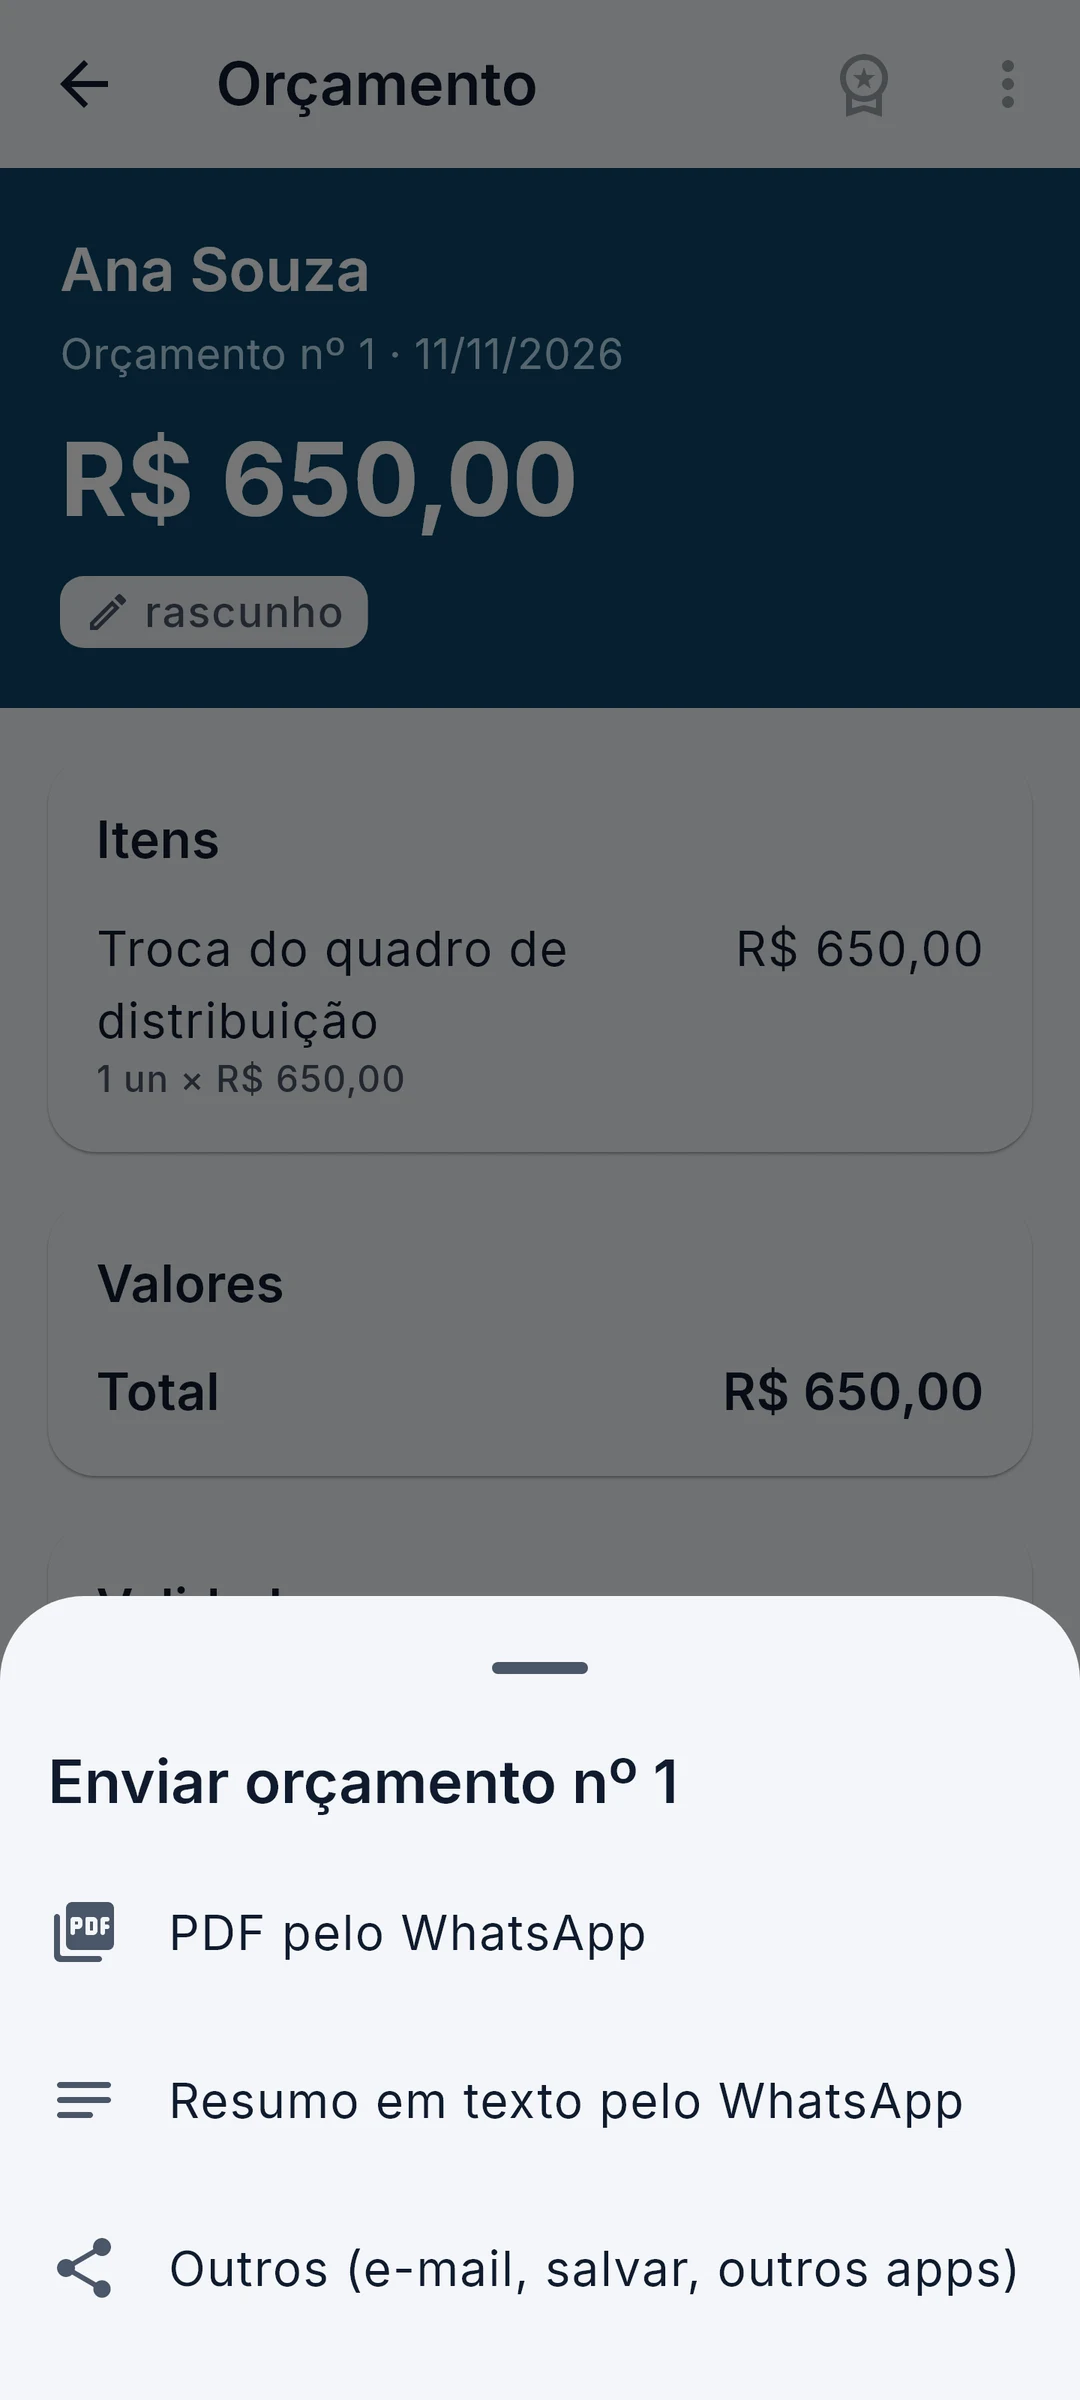 Orçamento
Ana Souza
Orçamento nº 1 · 11/11/2026
R$ 650,00
rascunho
Itens
Troca do quadro de R$ 650,00
distribuição
1 un × R$ 650,00
Valores
Total R$ 650,00
Enviar orçamento nº 1
PDF pelo WhatsApp
Resumo em texto pelo WhatsApp
Outros (e-mail, salvar, outros apps)